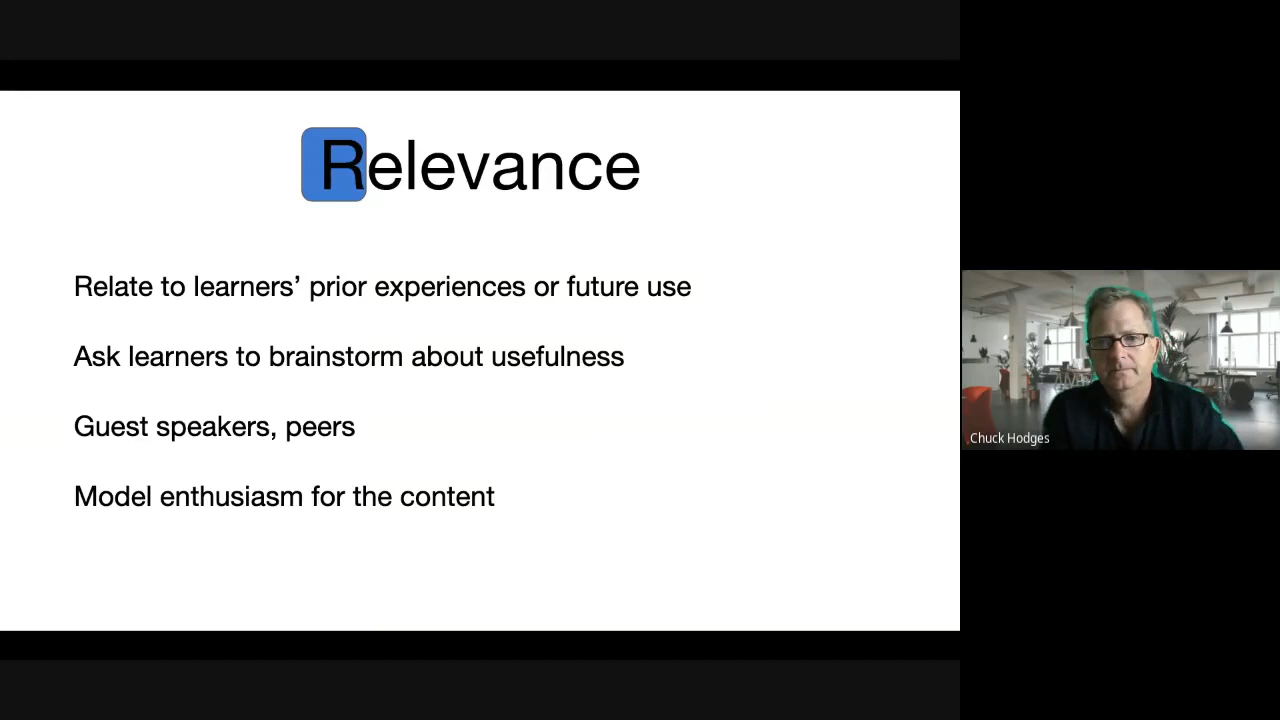 Relevance
Relate to learners’ prior experiences or future use
Ask learners to brainstorm about usefulness
Guest speakers, peers
Model enthusiasm for the content
Chuck Hodges